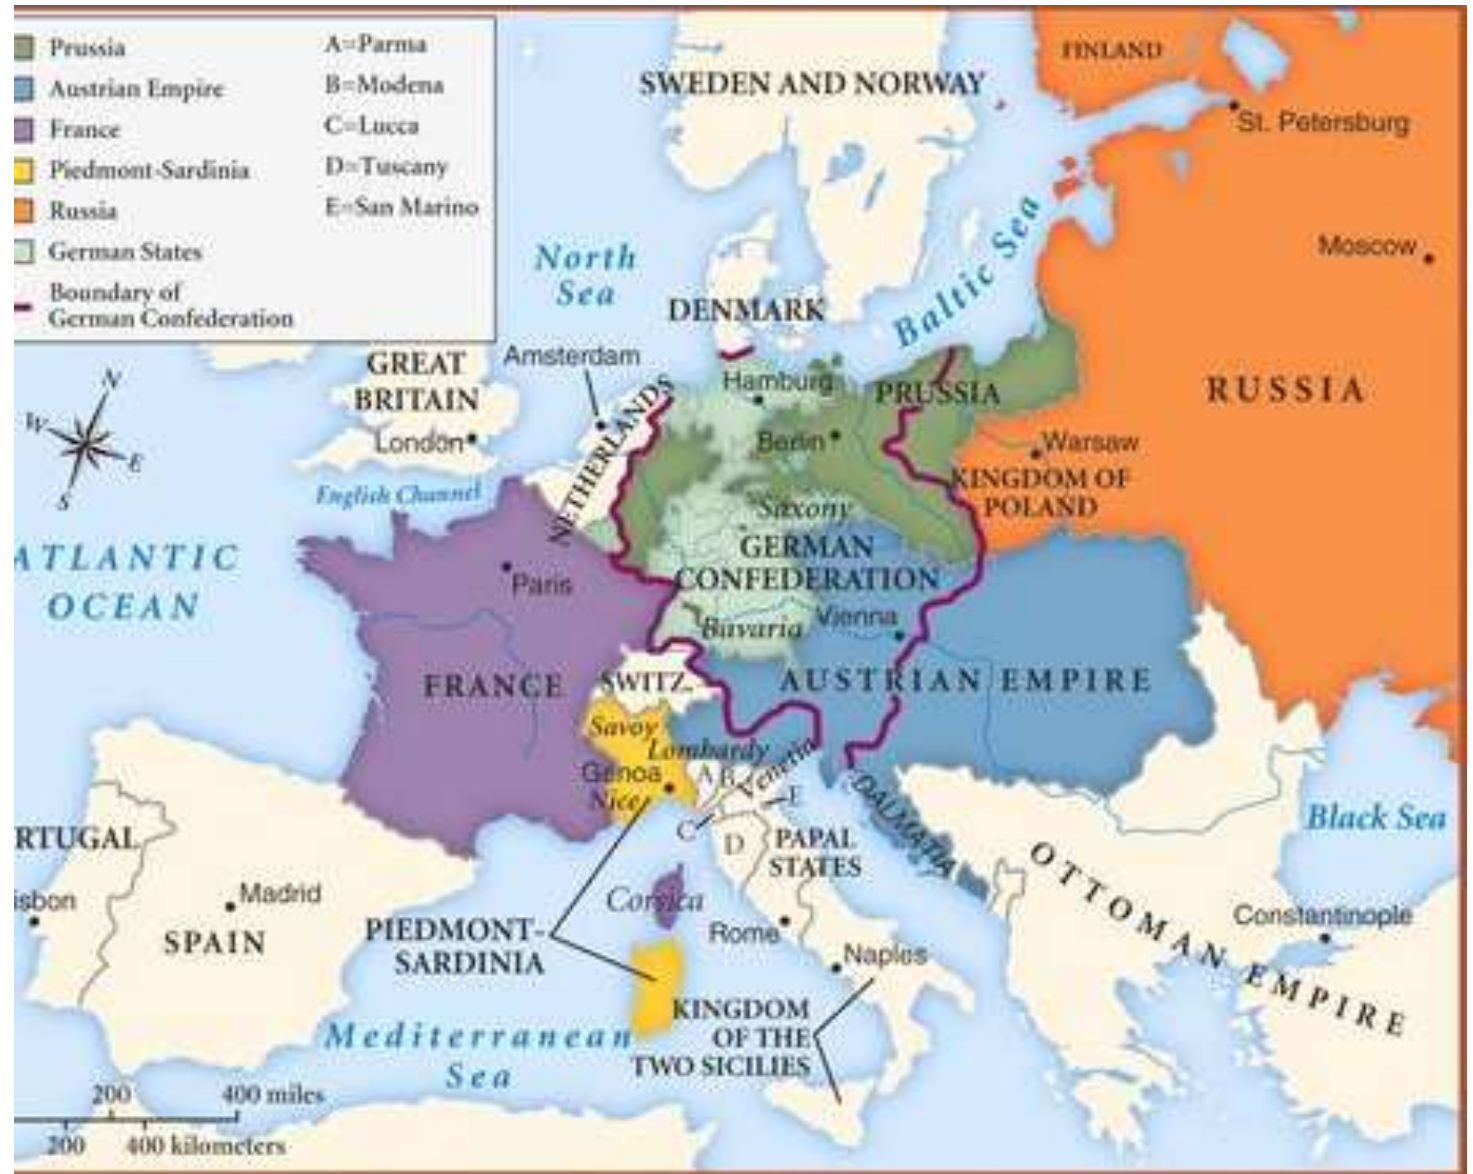 Prussia
Austrian Empire
France
Piedmont-Sardinia
Russia
German States
Boundary of
German Confederation
A=Parma
B=Modena
C=Lucca
D=Tuscany
E=San Marino
SWEDEN AND NORWAY
FINLAND
St. Petersburg
Moscow
North
Sea
Baltic Sea
DENMARK
GREAT
BRITAIN
London
Amsterdam
NETHERLANDS
Hamburg
PRUSSIA
Berlin
RUSSIA
Warsaw
KINGDOM OF
POLAND
N
W
E
S
English Channel
ATLANTIC
OCEAN
Saxony
GERMAN
CONFEDERATION
Paris
Bavaria
Vienna
FRANCE
SWITZ.
AUSTRIAN EMPIRE
Savoy
Lombardy
Venetia
Genoa
Nice
A
B
C
D
E
PAPAL
STATES
DALMATIA
Black Sea
RTUGAL
isbon
Madrid
SPAIN
Corsica
PIEDMONT-
SARDINIA
Rome
Naples
OTTOMAN EMPIRE
Constantinople
KINGDOM
OF THE
TWO SICILIES
Mediterranean
Sea
200 400 miles
200 400 kilometers